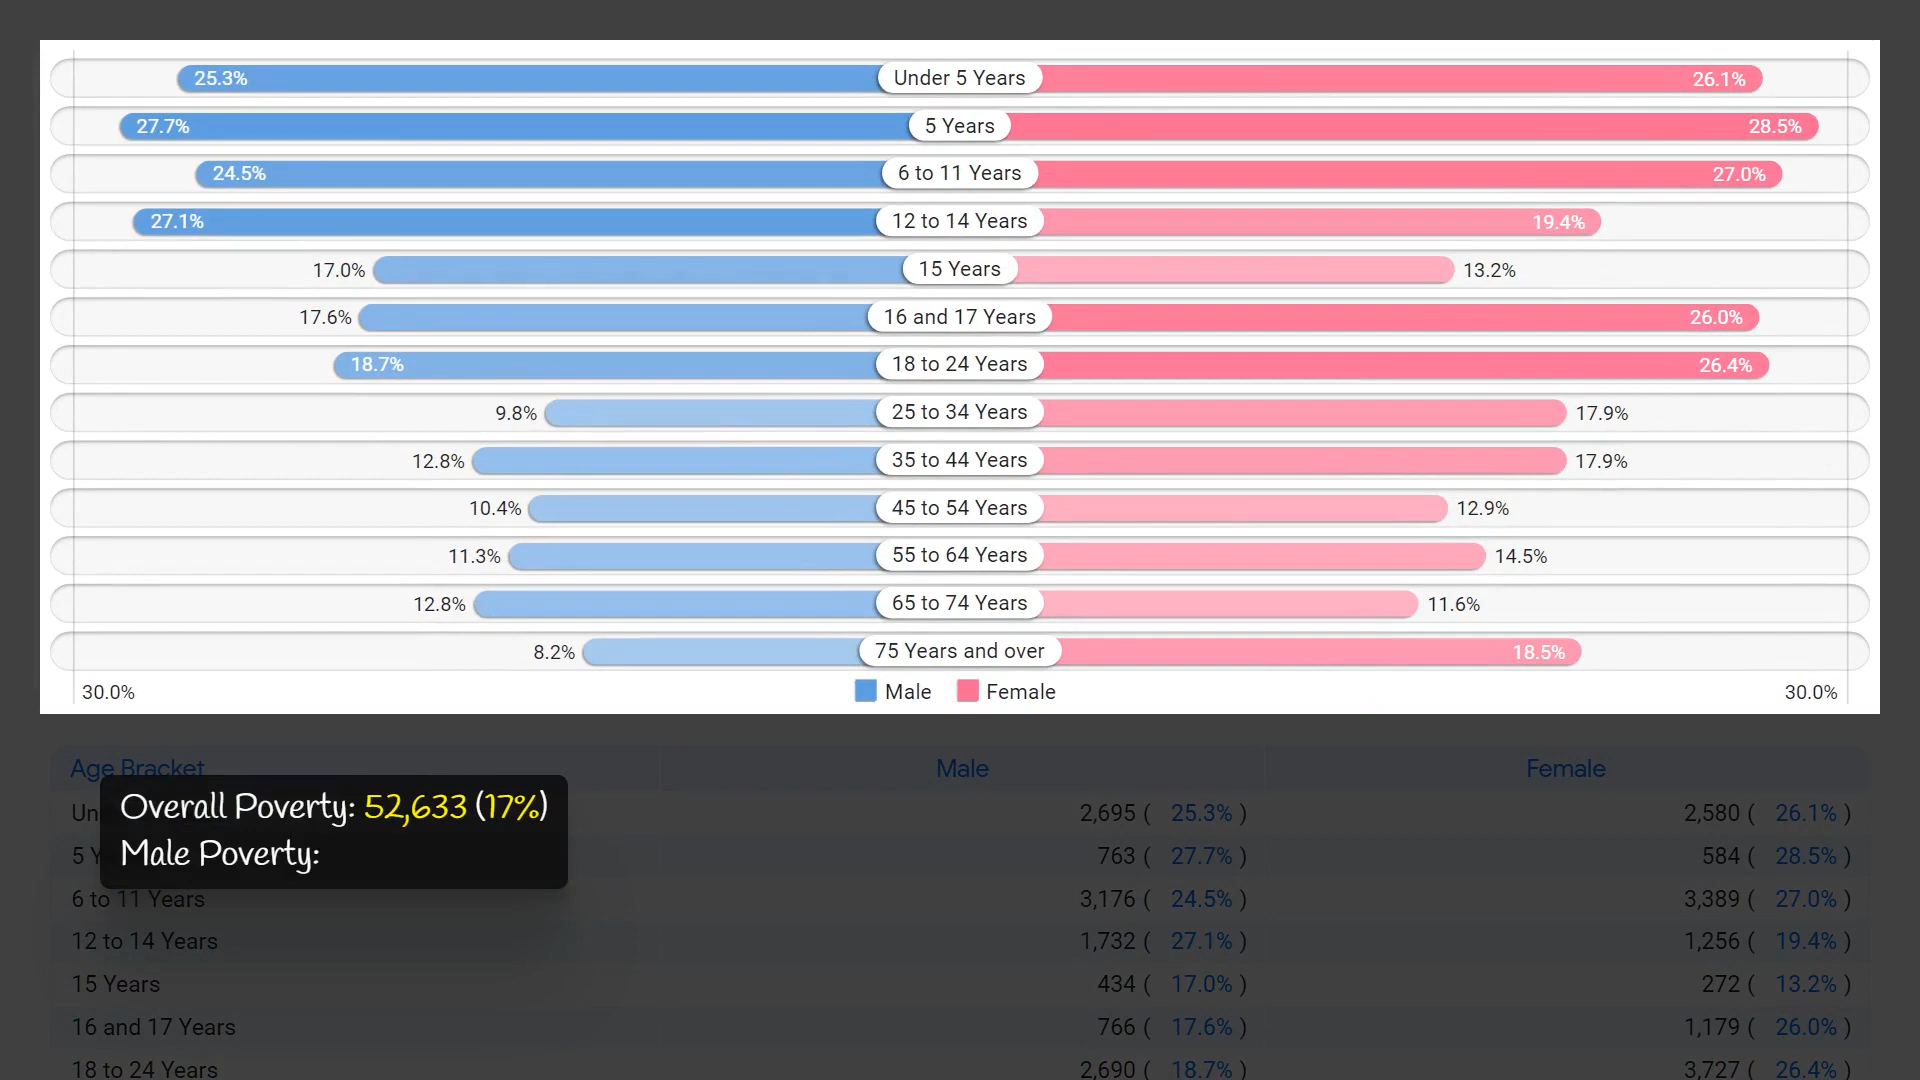 25.3% Under 5 Years 26.1%
27.7% 5 Years 28.5%
24.5% 6 to 11 Years 27.0%
27.1% 12 to 14 Years 19.4%
17.0% 15 Years 13.2%
17.6% 16 and 17 Years 26.0%
18.7% 18 to 24 Years 26.4%
9.8% 25 to 34 Years 17.9%
12.8% 35 to 44 Years 17.9%
10.4% 45 to 54 Years 12.9%
11.3% 55 to 64 Years 14.5%
12.8% 65 to 74 Years 11.6%
8.2% 75 Years and over 18.5%
30.0% Male Female 30.0%
Age Bracket Male Female
Overall Poverty: 52,633 (17%)
Male Poverty:
2,695 ( 25.3% ) 2,580 ( 26.1% )
763 ( 27.7% ) 584 ( 28.5% )
6 to 11 Years 3,176 ( 24.5% ) 3,389 ( 27.0% )
12 to 14 Years 1,732 ( 27.1% ) 1,256 ( 19.4% )
15 Years 434 ( 17.0% ) 272 ( 13.2% )
16 and 17 Years 766 ( 17.6% ) 1,179 ( 26.0% )
18 to 24 Years 2,690 ( 18.7% ) 3,727 ( 26.4% )